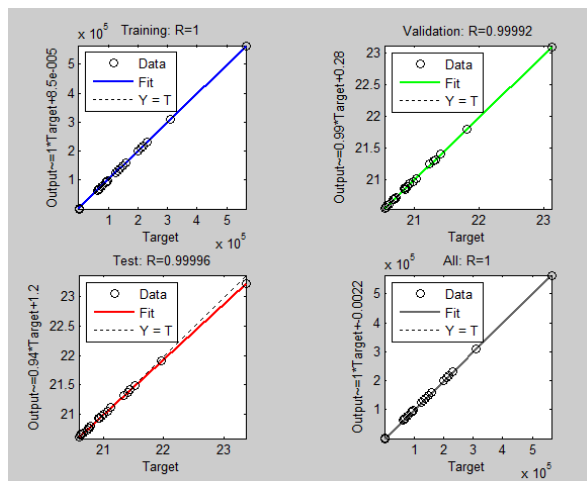 Training: R=1
x 10^5
Output~=1*Target+8.5e-005
Data
Fit
Y = T
5
4
3
2
1
1 2 3 4 5
Target
x 10^5
Validation: R=0.99992
Output~=0.99*Target+0.28
Data
Fit
Y = T
23
22.5
22
21.5
21
21 22 23
Target
Test: R=0.99996
Output~=0.94*Target+1.2
Data
Fit
Y = T
23
22.5
22
21.5
21
21 22 23
Target
All: R=1
x 10^5
Output~=1*Target+-0.0022
Data
Fit
Y = T
5
4
3
2
1
0
0 1 2 3 4 5
Target
x 10^5